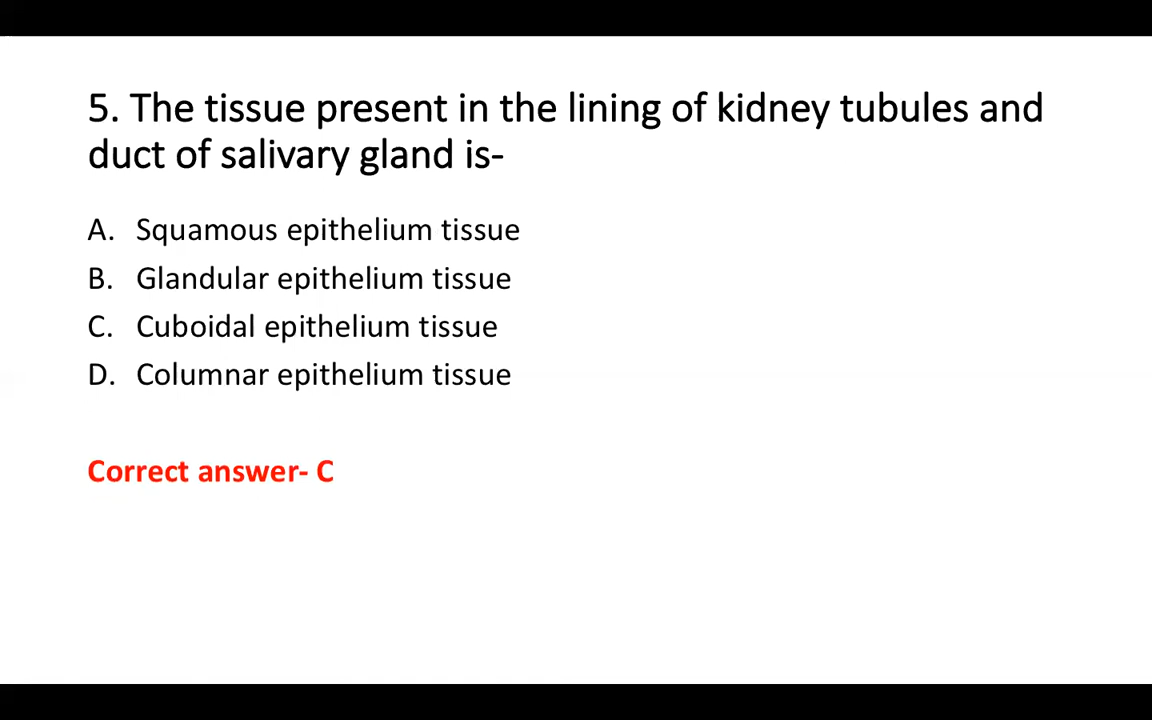 5. The tissue present in the lining of kidney tubules and
duct of salivary gland is-
A. Squamous epithelium tissue
B. Glandular epithelium tissue
C. Cuboidal epithelium tissue
D. Columnar epithelium tissue
Correct answer- C